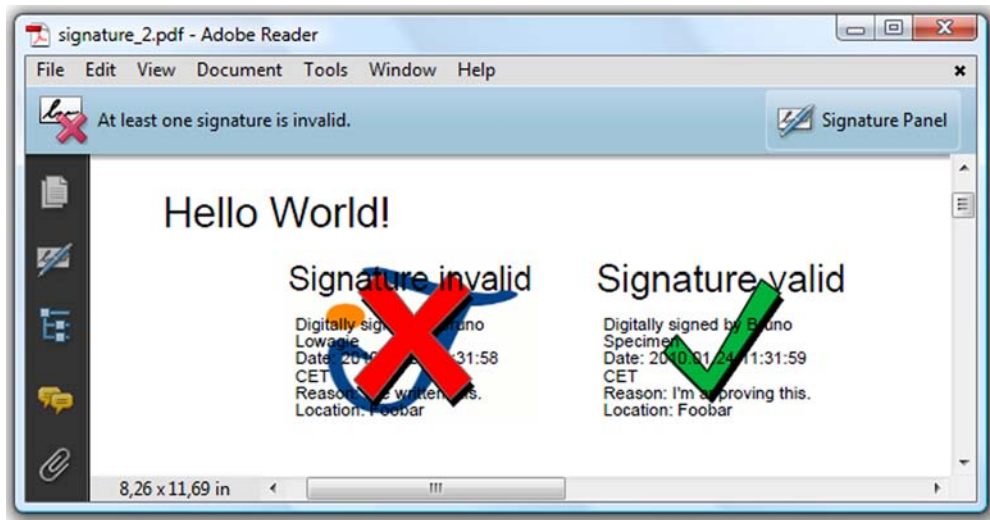 signature_2.pdf - Adobe Reader
File Edit View Document Tools Window Help
At least one signature is invalid.
Signature Panel
Hello World!
Signature invalid
Digitally
Lowagie
Date: 31:58
CET
Reason: written
Location: Foobar
Signature valid
Digitally signed by Bruno
Specimen
Date: 2010.01.24 11:31:59
CET
Reason: I'm approving this.
Location: Foobar
8,26 x 11,69 in